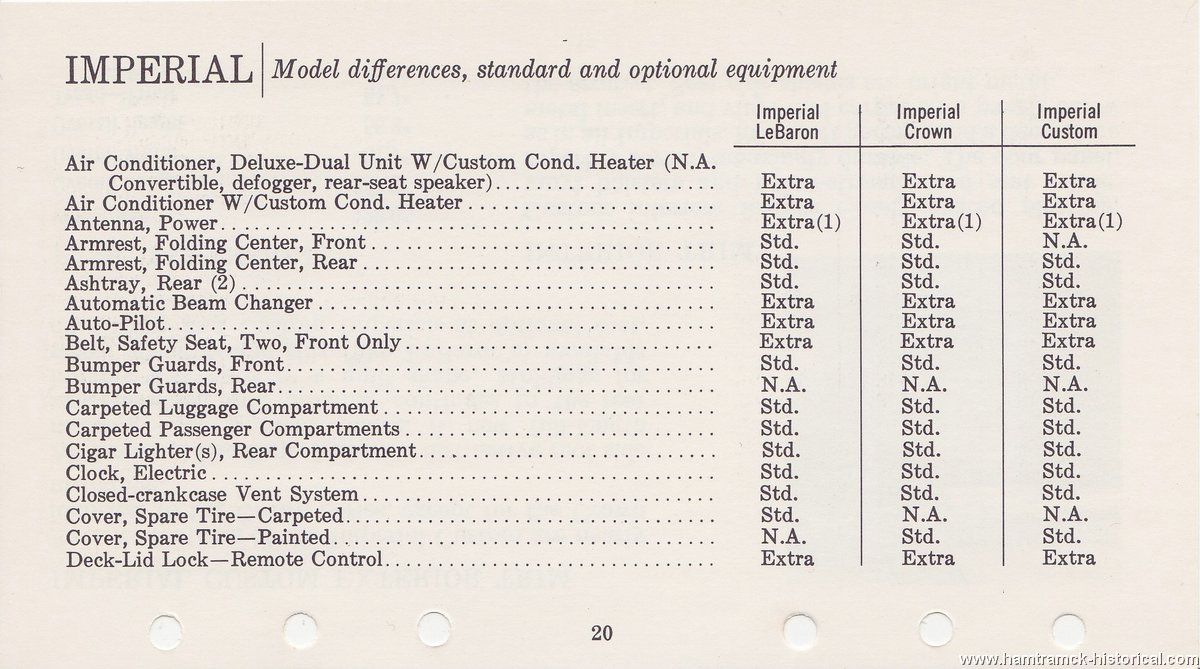 IMPERIAL | Model differences, standard and optional equipment
Imperial LeBaron | Imperial Crown | Imperial Custom
Air Conditioner, Deluxe-Dual Unit W/Custom Cond. Heater (N.A.
Convertible, defogger, rear-seat speaker) Extra Extra Extra
Air Conditioner W/Custom Cond. Heater Extra Extra Extra
Antenna, Power Extra(1) Extra(1) Extra(1)
Armrest, Folding Center, Front Std. Std. N.A.
Armrest, Folding Center, Rear Std. Std. Std.
Ashtray, Rear (2) Std. Std. Std.
Automatic Beam Changer Extra Extra Extra
Auto-Pilot Extra Extra Extra
Belt, Safety Seat, Two, Front Only Extra Extra Extra
Bumper Guards, Front Std. Std. Std.
Bumper Guards, Rear N.A. N.A. N.A.
Carpeted Luggage Compartment Std. Std. Std.
Carpeted Passenger Compartments Std. Std. Std.
Cigar Lighter(s), Rear Compartment Std. Std. Std.
Clock, Electric Std. Std. Std.
Closed-crankcase Vent System Std. Std. Std.
Cover, Spare Tire—Carpeted Std. N.A. N.A.
Cover, Spare Tire—Painted N.A. Std. Std.
Deck-Lid Lock—Remote Control Extra Extra Extra
20
www.hamtramck-historical.com